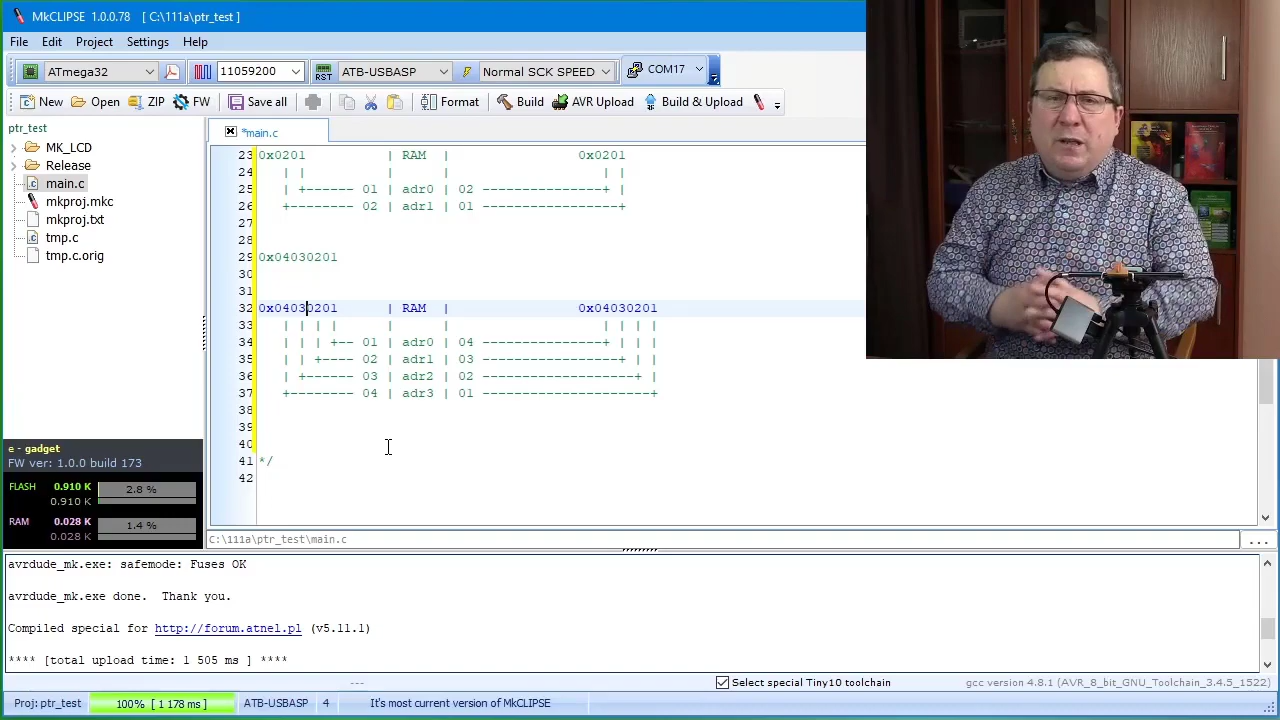 MkCLIPSE 1.0.0.78 [ C:\111a\ptr_test ]
File Edit Project Settings Help
ATmega32 11059200 RST ATB-USBASP Normal SCK SPEED COM17
New Open ZIP FW Save all Format Build AVR Upload Build & Upload
ptr_test
MK_LCD
Release
main.c
mkproj.mkc
mkproj.txt
tmp.c
tmp.c.orig
*main.c
23 0x0201 | RAM | 0x0201
24 | | | | | |
25 | +------ 01 | adr0 | 02 ---------------+ |
26 +-------- 02 | adr1 | 01 -----------------+
27
28
29 0x04030201
30
31
32 0x04030201 | RAM | 0x04030201
33 | | | | | | | | | |
34 | | | +-- 01 | adr0 | 04 ---------------+ | | |
35 | | +---- 02 | adr1 | 03 -----------------+ | |
36 | +------ 03 | adr2 | 02 -------------------+ |
37 +-------- 04 | adr3 | 01 ---------------------+
38
39
40
41 */
42
e - gadget
FW ver: 1.0.0 build 173
FLASH 0.910 K 2.8 %
0.910 K
RAM 0.028 K 1.4 %
0.028 K
C:\111a\ptr_test\main.c ...
avrdude_mk.exe: safemode: Fuses OK
avrdude_mk.exe done. Thank you.
Compiled special for http://forum.atnel.pl (v5.11.1)
**** [total upload time: 1 505 ms ] ****
--- Select special Tiny10 toolchain gcc version 4.8.1 (AVR_8_bit_GNU_Toolchain_3.4.5_1522)
Proj: ptr_test 100% [ 1 178 ms ] ATB-USBASP 4 It's most current version of MkCLIPSE